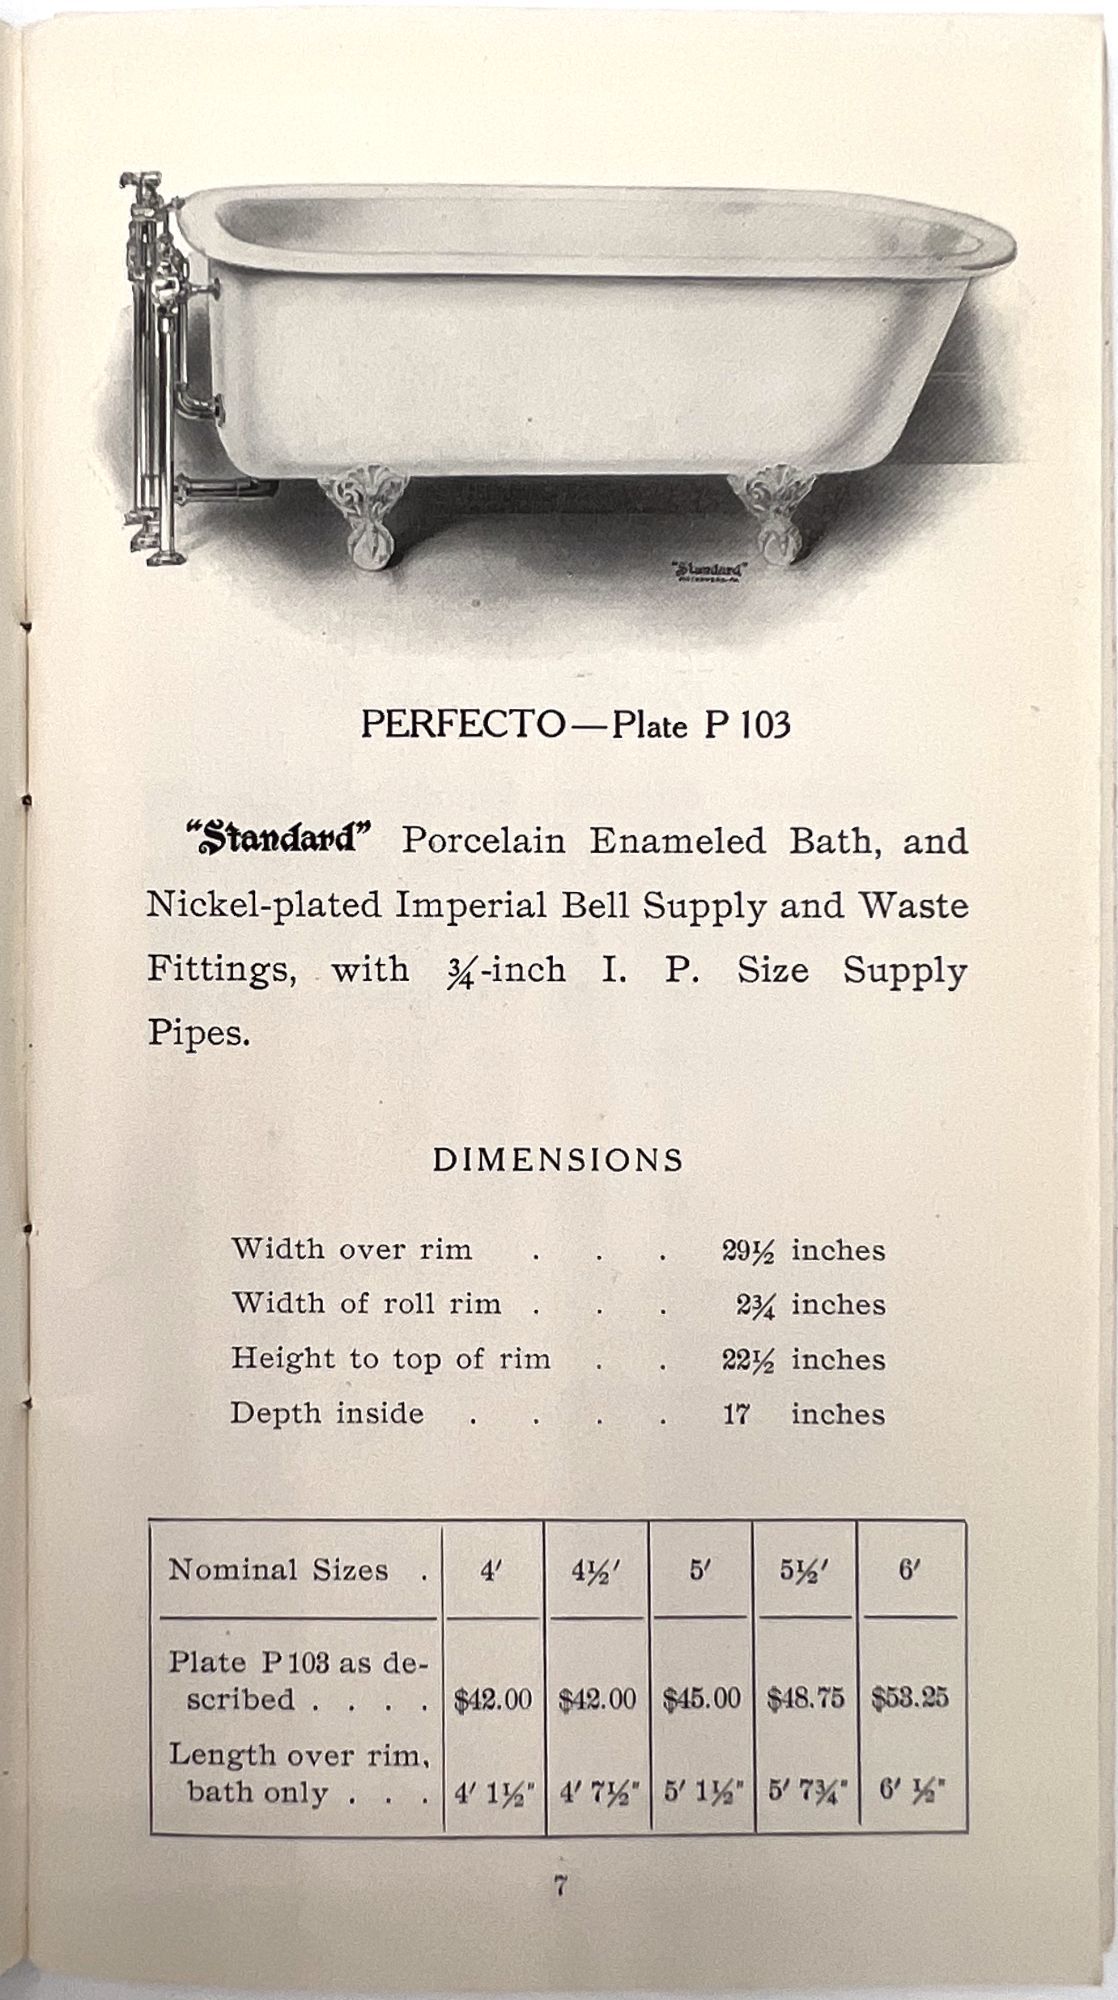 "Standard"
PERFECTO—Plate P 103
"Standard" Porcelain Enameled Bath, and
Nickel-plated Imperial Bell Supply and Waste
Fittings, with ¾-inch I. P. Size Supply
Pipes.
DIMENSIONS
Width over rim . . . 29½ inches
Width of roll rim . . . 2¾ inches
Height to top of rim . . 22½ inches
Depth inside . . . . 17 inches
Nominal Sizes . 4′ 4½′ 5′ 5½′ 6′
Plate P 103 as de-
scribed . . . . $42.00 $42.00 $45.00 $48.75 $53.25
Length over rim,
bath only . . . 4′ 1½" 4′ 7½" 5′ 1½" 5′ 7¾" 6′ ½"
7